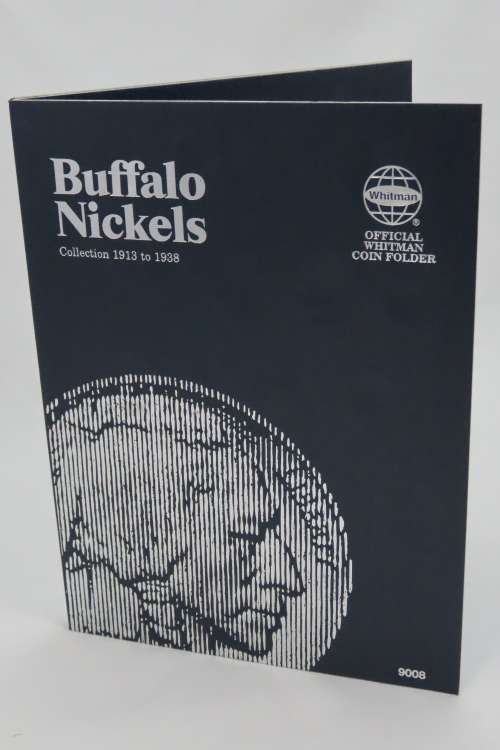 Buffalo
Nickels
Collection 1913 to 1938
Whitman
®
OFFICIAL
WHITMAN
COIN FOLDER
9008